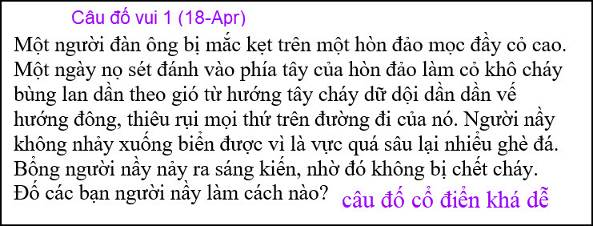 Câu đố vui 1 (18-Apr)
Một người đàn ông bị mắc kẹt trên một hòn đảo mọc đầy cỏ cao.
Một ngày nọ sét đánh vào phía tây của hòn đảo làm cỏ khô cháy
bùng lan dần theo gió từ hướng tây cháy dữ dội dần dần về
hướng đông, thiêu rụi mọi thứ trên đường đi của nó. Người nầy
không nhảy xuống biển được vì là vực quá sâu lại nhiểu ghè đá.
Bổng người nầy nảy ra sáng kiến, nhờ đó không bị chết cháy.
Đố các bạn người nầy làm cách nào? câu đố cổ điển khá dễ